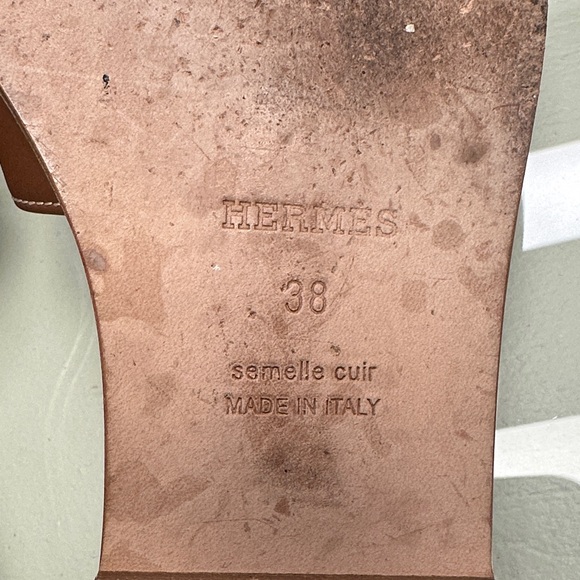 HERMES
38
semelle cuir
MADE IN ITALY